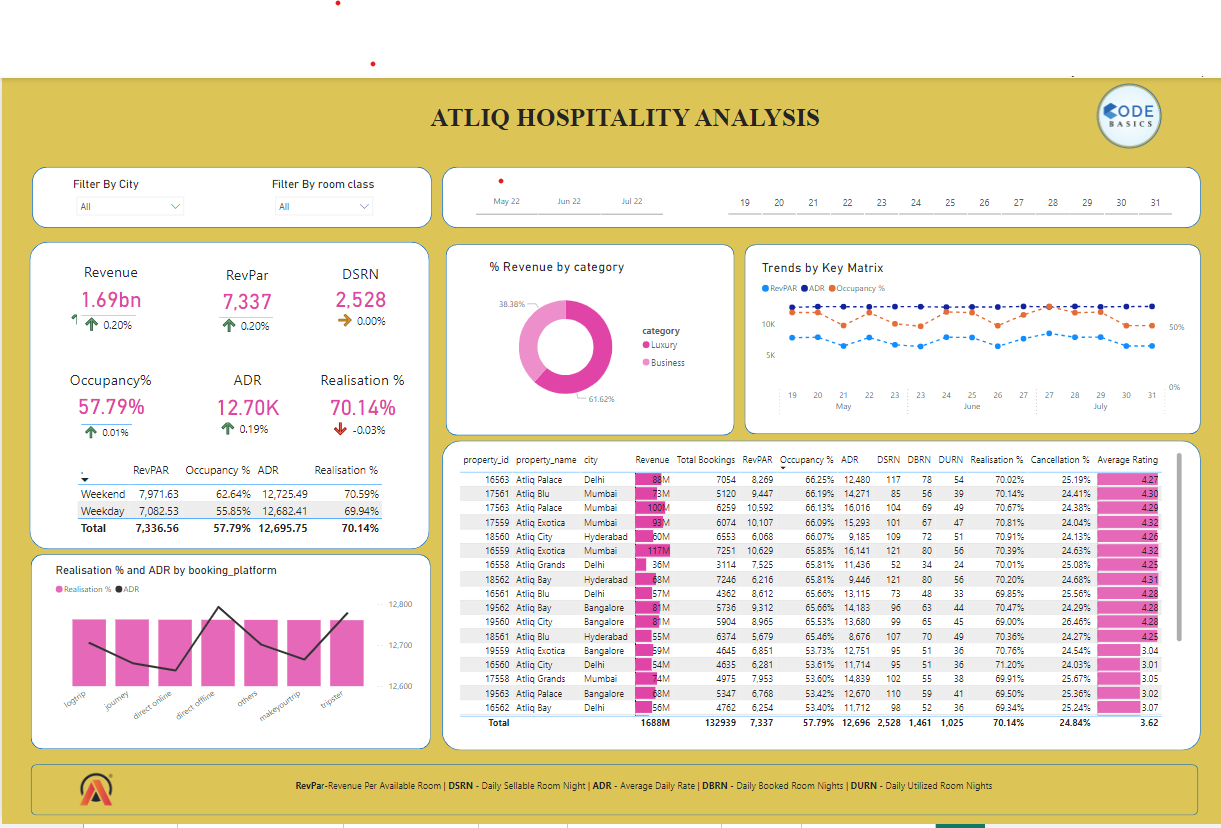 ATLIQ HOSPITALITY ANALYSIS
CODE
BASICS
Filter By City
All
Filter By room class
All
May 22 Jun 22 Jul 22
19 20 21 22 23 24 25 26 27 28 29 30 31
Revenue
1.69bn
0.20%
RevPar
7,337
0.20%
DSRN
2,528
0.00%
Occupancy%
57.79%
0.01%
ADR
12.70K
0.19%
Realisation %
70.14%
-0.03%
. RevPAR Occupancy % ADR Realisation %
Weekend 7,971.63 62.64% 12,725.49 70.59%
Weekday 7,082.53 55.85% 12,682.41 69.94%
Total 7,336.56 57.79% 12,695.75 70.14%
% Revenue by category
38.38%
61.62%
category
Luxury
Business
Trends by Key Matrix
RevPAR ADR Occupancy %
10K
5K
50%
0%
19 20 21 22 23 23 24 25 26 27 27 28 29 30 31
May June July
Realisation % and ADR by booking_platform
Realisation % ADR
12,800
12,700
12,600
logtrip journey direct online direct offline others makeyourtrip tripster
property_id property_name city Revenue Total Bookings RevPAR Occupancy % ADR DSRN DBRN DURN Realisation % Cancellation % Average Rating
16563 Atliq Palace Delhi 88M 7054 8,269 66.25% 12,480 117 78 54 70.02% 25.19% 4.27
17561 Atliq Blu Mumbai 73M 5120 9,447 66.19% 14,271 85 56 39 70.14% 24.41% 4.30
17563 Atliq Palace Mumbai 100M 6259 10,592 66.13% 16,016 104 69 49 70.67% 24.38% 4.29
17559 Atliq Exotica Mumbai 93M 6074 10,107 66.09% 15,293 101 67 47 70.81% 24.04% 4.32
18560 Atliq City Hyderabad 60M 6553 6,068 66.07% 9,185 109 72 51 70.91% 24.13% 4.26
16559 Atliq Exotica Mumbai 117M 7251 10,629 65.85% 16,141 121 80 56 70.39% 24.63% 4.32
16558 Atliq Grands Delhi 36M 3114 7,525 65.81% 11,436 52 34 24 70.01% 25.08% 4.25
18562 Atliq Bay Hyderabad 68M 7246 6,216 65.81% 9,446 121 80 56 70.20% 24.68% 4.31
16561 Atliq Blu Delhi 57M 4362 8,612 65.66% 13,115 73 48 33 69.85% 25.56% 4.28
19562 Atliq Bay Bangalore 81M 5736 9,312 65.66% 14,183 96 63 44 70.47% 24.29% 4.28
19560 Atliq City Bangalore 81M 5904 8,965 65.53% 13,680 99 65 45 69.00% 26.46% 4.28
18561 Atliq Blu Hyderabad 55M 6374 5,679 65.46% 8,676 107 70 49 70.36% 24.27% 4.25
19559 Atliq Exotica Bangalore 59M 4645 6,851 53.73% 12,751 95 51 36 70.76% 24.54% 3.04
16560 Atliq City Delhi 54M 4635 6,281 53.61% 11,714 95 51 36 71.20% 24.03% 3.01
17558 Atliq Grands Mumbai 74M 4975 7,953 53.60% 14,839 102 55 38 69.91% 25.67% 3.05
19563 Atliq Palace Bangalore 68M 5347 6,768 53.42% 12,670 110 59 41 69.50% 25.36% 3.02
16562 Atliq Bay Delhi 56M 4762 6,254 53.40% 11,712 98 52 36 69.34% 25.24% 3.07
Total 1688M 132939 7,337 57.79% 12,696 2,528 1,461 1,025 70.14% 24.84% 3.62
RevPar-Revenue Per Available Room | DSRN - Daily Sellable Room Night | ADR - Average Daily Rate | DBRN - Daily Booked Room Nights | DURN - Daily Utilized Room Nights